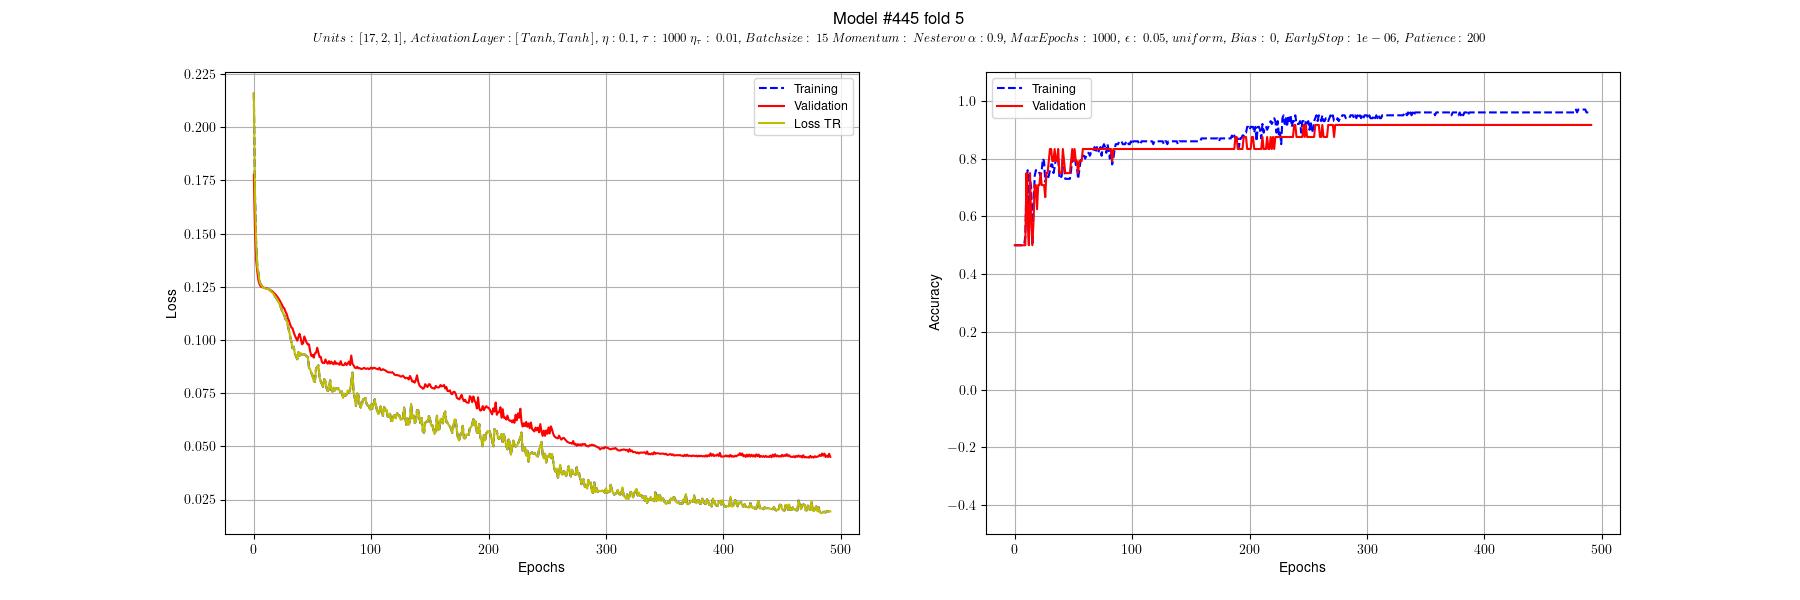 Model #445 fold 5
Units : [17, 2, 1], ActivationLayer : [Tanh, Tanh], η : 0.1, τ : 1000 ητ : 0.01, Batchsize : 15 Momentum : Nesterov α : 0.9, MaxEpochs : 1000, ϵ : 0.05, uniform, Bias : 0, EarlyStop : 1e − 06, Patience : 200
Loss
0.225
0.200
0.175
0.150
0.125
0.100
0.075
0.050
0.025
Training
Validation
Loss TR
0 100 200 300 400 500
Epochs
Accuracy
1.0
0.8
0.6
0.4
0.2
0.0
−0.2
−0.4
Training
Validation
0 100 200 300 400 500
Epochs